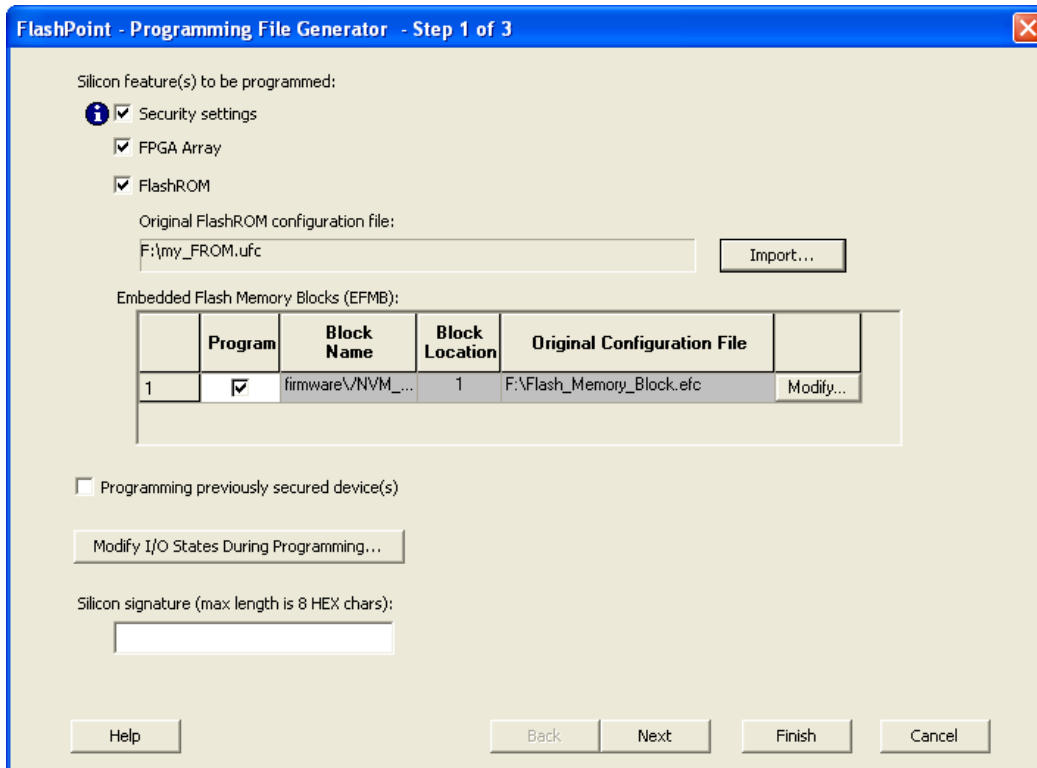 FlashPoint - Programming File Generator - Step 1 of 3
Silicon feature(s) to be programmed:
Security settings
FPGA Array
FlashROM
Original FlashROM configuration file:
F:\my_FROM.ufc
Import...
Embedded Flash Memory Blocks (EFMB):
Program Block Name Block Location Original Configuration File
1 firmware\/NVM_... 1 F:\Flash_Memory_Block.efc Modify...
Programming previously secured device(s)
Modify I/O States During Programming...
Silicon signature (max length is 8 HEX chars):
Help Back Next Finish Cancel